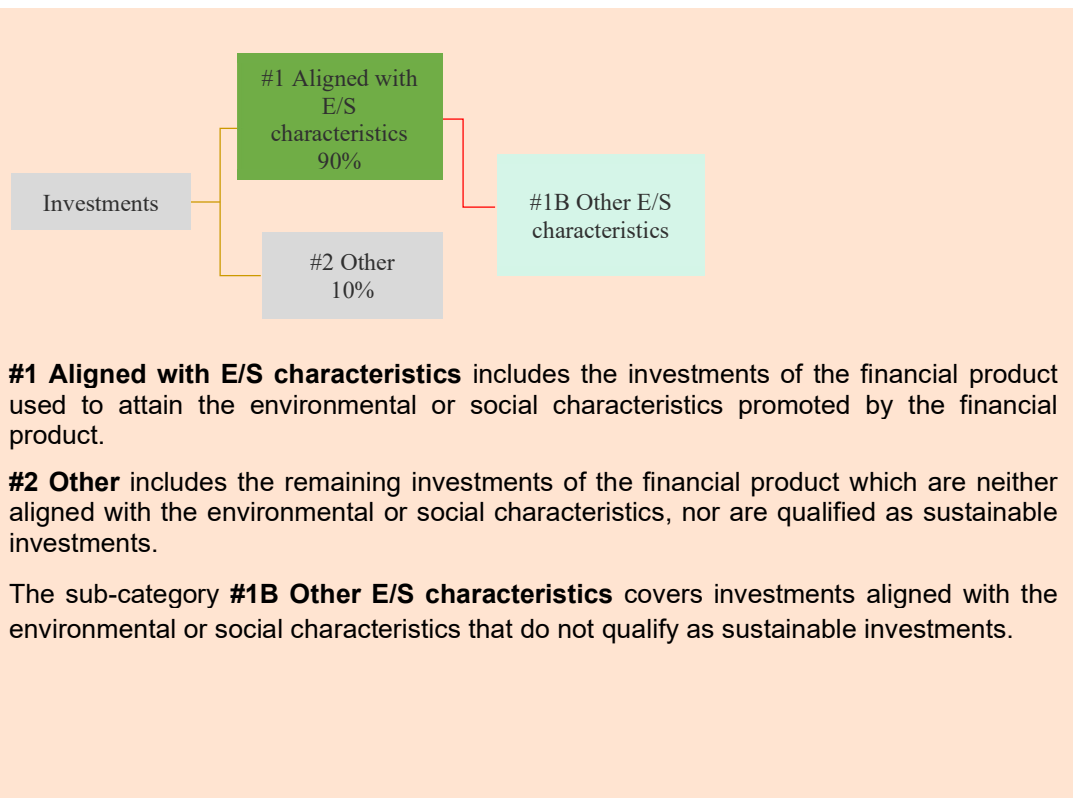 #1 Aligned with
E/S
characteristics
90%
Investments
#1B Other E/S
characteristics
#2 Other
10%
#1 Aligned with E/S characteristics includes the investments of the financial product
used to attain the environmental or social characteristics promoted by the financial
product.
#2 Other includes the remaining investments of the financial product which are neither
aligned with the environmental or social characteristics, nor are qualified as sustainable
investments.
The sub-category #1B Other E/S characteristics covers investments aligned with the
environmental or social characteristics that do not qualify as sustainable investments.